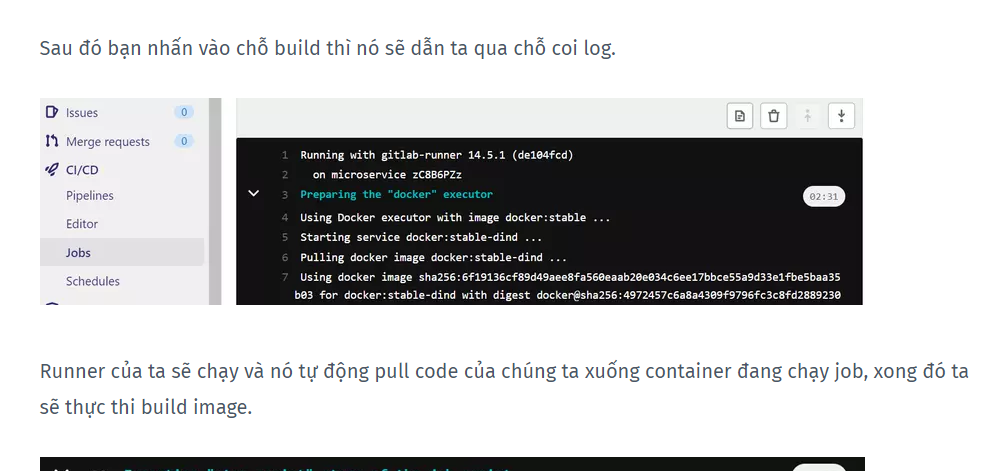 Sau đó bạn nhấn vào chỗ build thì nó sẽ dẫn ta qua chỗ coi log.
Issues 0
Merge requests 0
CI/CD
Pipelines
Editor
Jobs
Schedules
1 Running with gitlab-runner 14.5.1 (de104fcd)
2 on microservice zC8B6PZz
3 Preparing the "docker" executor 02:31
4 Using Docker executor with image docker:stable ...
5 Starting service docker:stable-dind ...
6 Pulling docker image docker:stable-dind ...
7 Using docker image sha256:6f19136cf89d49aee8fa560eaab20e034c6ee17bbce55a9d33e1fbe5baa35
b03 for docker:stable-dind with digest docker@sha256:4972457c6a8a4309f9796fc3c8fd2889230
Runner của ta sẽ chạy và nó tự động pull code của chúng ta xuống container đang chạy job, xong đó ta
sẽ thực thi build image.